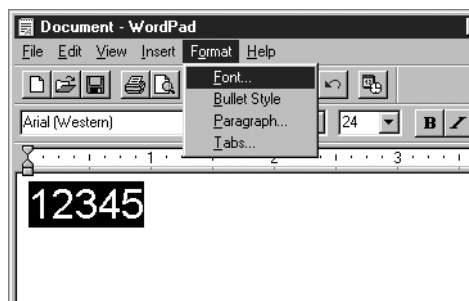 Document - WordPad
File Edit View Insert Format Help
Font...
Bullet Style
Paragraph...
Tabs...
Arial (Western) 24 B I
1 2 3
12345